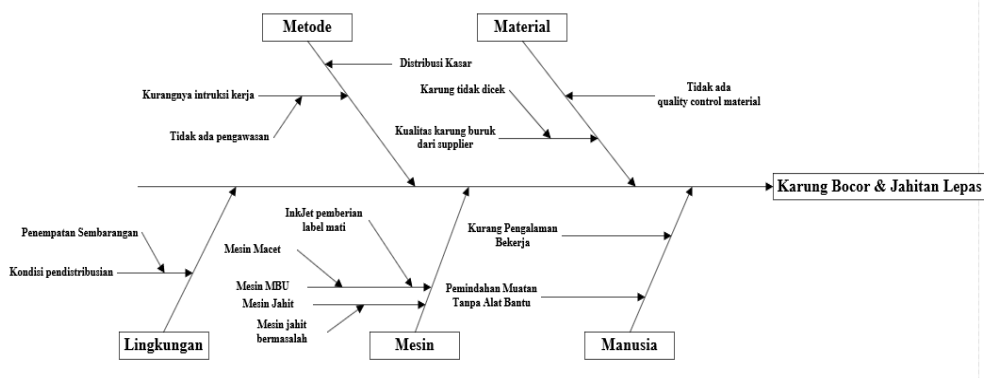 Metode
Material
Distribusi Kasar
Kurangnya intruksi kerja
Tidak ada pengawasan
Karung tidak dicek
Kualitas karung buruk
dari supplier
Tidak ada
quality control material
Karung Bocor & Jahitan Lepas
Penempatan Sembarangan
Kondisi pendistribusian
InkJet pemberian
label mati
Mesin Macet
Mesin MBU
Mesin Jahit
Mesin jahit
bermasalah
Kurang Pengalaman
Bekerja
Pemindahan Muatan
Tanpa Alat Bantu
Lingkungan
Mesin
Manusia